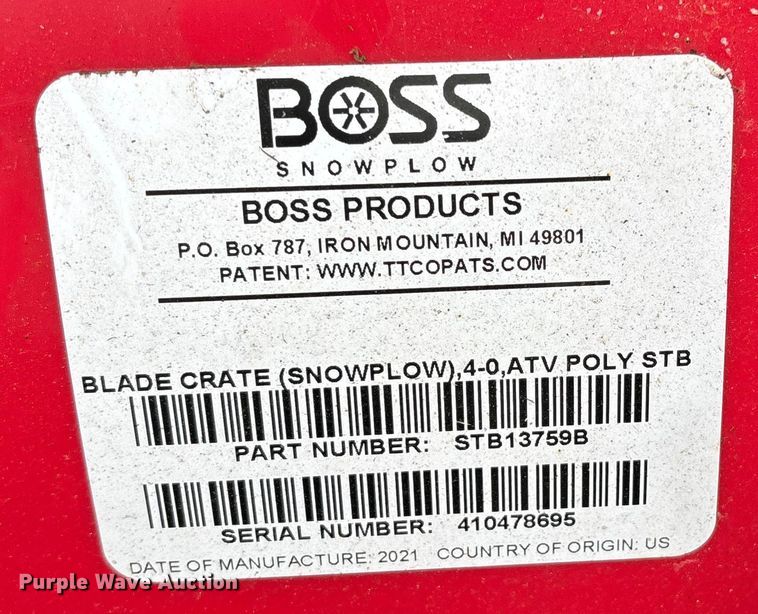 BOSS
SNOWPLOW
BOSS PRODUCTS
P.O. Box 787, IRON MOUNTAIN, MI 49801
PATENT: WWW.TTCOPATS.COM
BLADE CRATE (SNOWPLOW),4-0,ATV POLY STB
PART NUMBER: STB13759B
SERIAL NUMBER: 410478695
DATE OF MANUFACTURE: 2021 COUNTRY OF ORIGIN: US
Purple Wave Auction